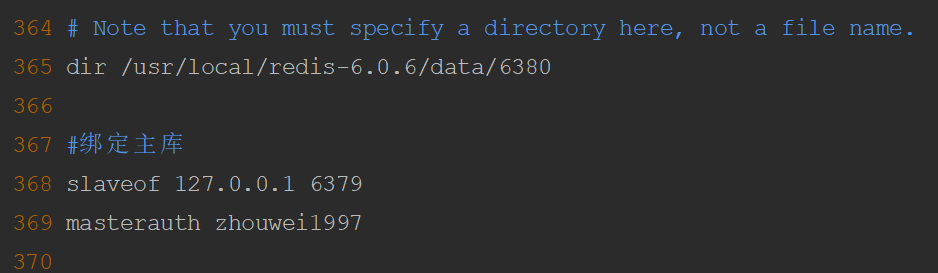 364 # Note that you must specify a directory here, not a file name.
365 dir /usr/local/redis-6.0.6/data/6380
366
367 #绑定主库
368 slaveof 127.0.0.1 6379
369 masterauth zhouwei1997
370